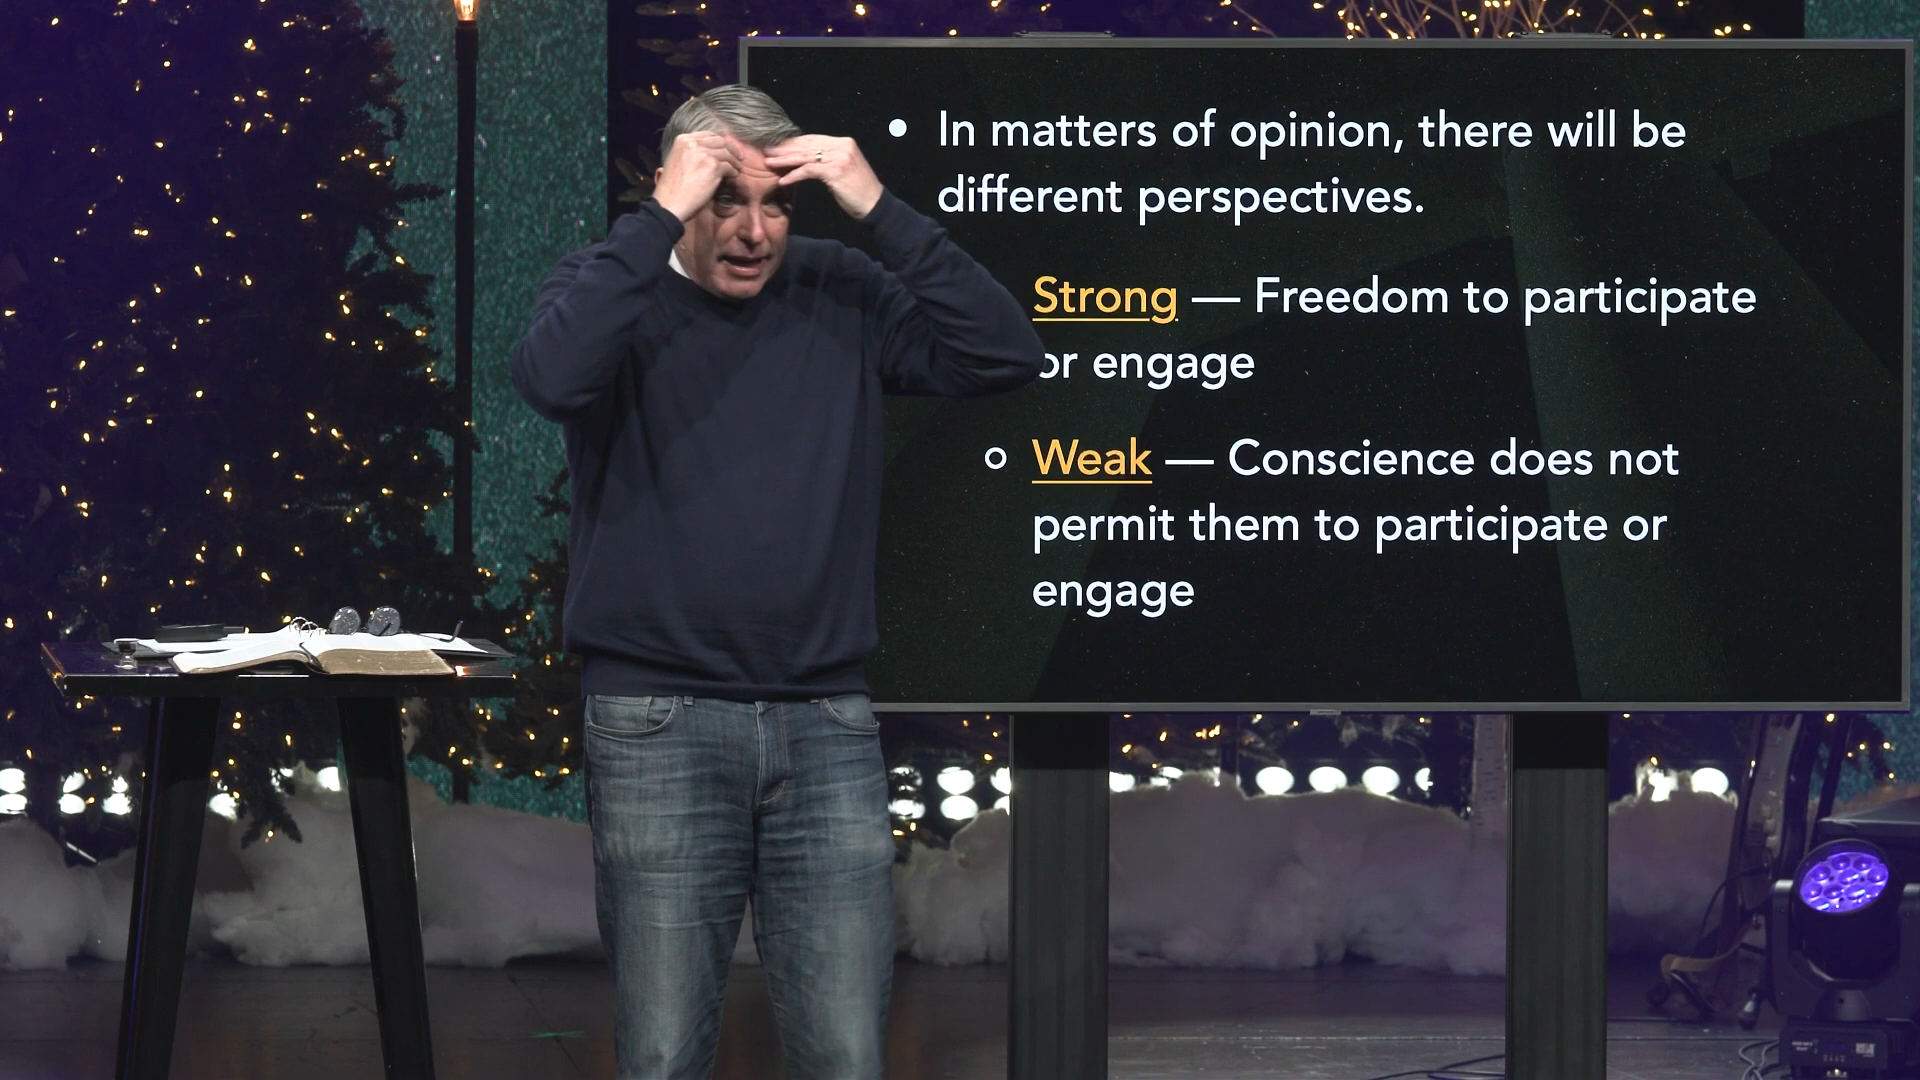 • In matters of opinion, there will be
different perspectives.
Strong — Freedom to participate
or engage
○ Weak — Conscience does not
permit them to participate or
engage